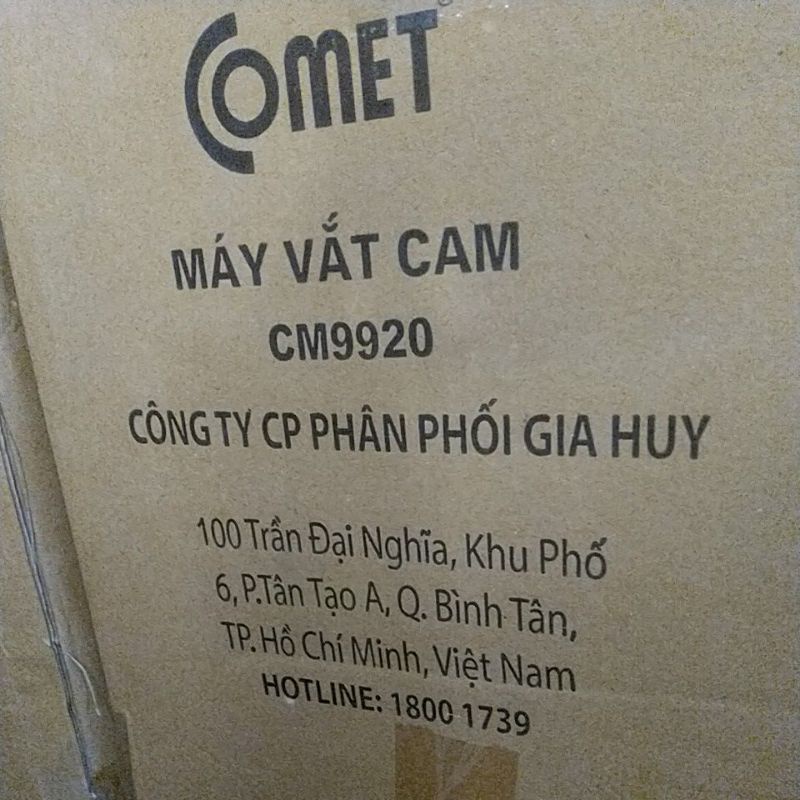 COMET
MÁY VẮT CAM
CM9920
CÔNG TY CP PHÂN PHỐI GIA HUY
100 Trần Đại Nghĩa, Khu Phố
6, P.Tân Tạo A, Q. Bình Tân,
TP. Hồ Chí Minh, Việt Nam
HOTLINE: 1800 1739